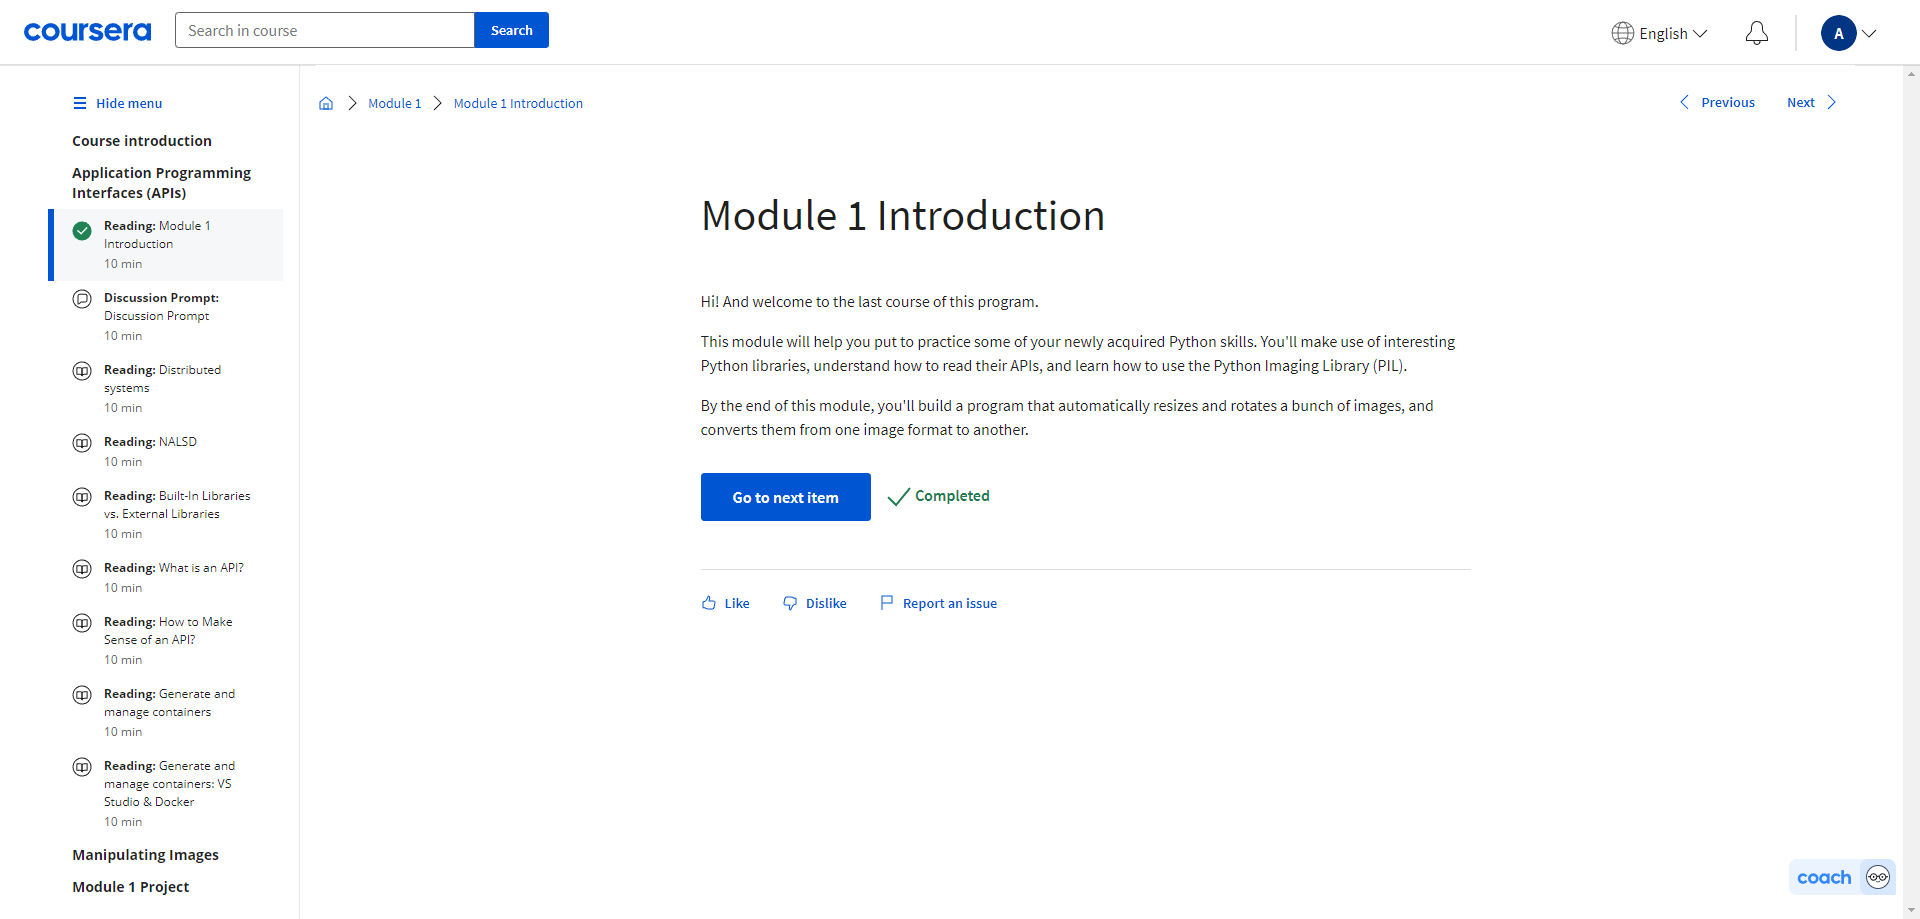 coursera
Search in course
Search
English
A
Hide menu
Course introduction
Application Programming
Interfaces (APIs)
Reading: Module 1
Introduction
10 min
Discussion Prompt:
Discussion Prompt
10 min
Reading: Distributed
systems
10 min
Reading: NALSD
10 min
Reading: Built-In Libraries
vs. External Libraries
10 min
Reading: What is an API?
10 min
Reading: How to Make
Sense of an API?
10 min
Reading: Generate and
manage containers
10 min
Reading: Generate and
manage containers: VS
Studio & Docker
10 min
Manipulating Images
Module 1 Project
Module 1
Module 1 Introduction
Previous
Next
Module 1 Introduction
Hi! And welcome to the last course of this program.
This module will help you put to practice some of your newly acquired Python skills. You'll make use of interesting
Python libraries, understand how to read their APIs, and learn how to use the Python Imaging Library (PIL).
By the end of this module, you'll build a program that automatically resizes and rotates a bunch of images, and
converts them from one image format to another.
Go to next item
Completed
Like
Dislike
Report an issue
coach